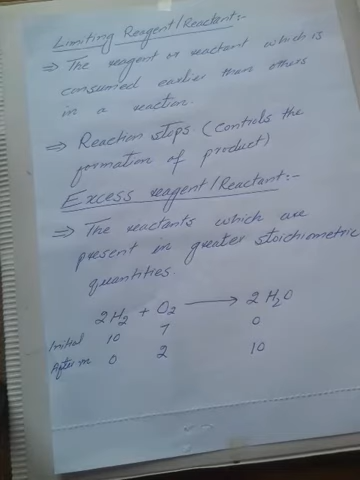 Limiting Reagent/Reactant:-
⇒ The reagent or reactant which is
consumed earlier then others
in a reaction.
⇒ Reaction stops (controls the
formation of product)
Excess reagent/Reactant:-
⇒ The reactants which are
present in greater stoichiometric
quantities.
2H₂ + O₂ ⟶ 2H₂O
Initial 10 7 0
After rxn 0 2 10